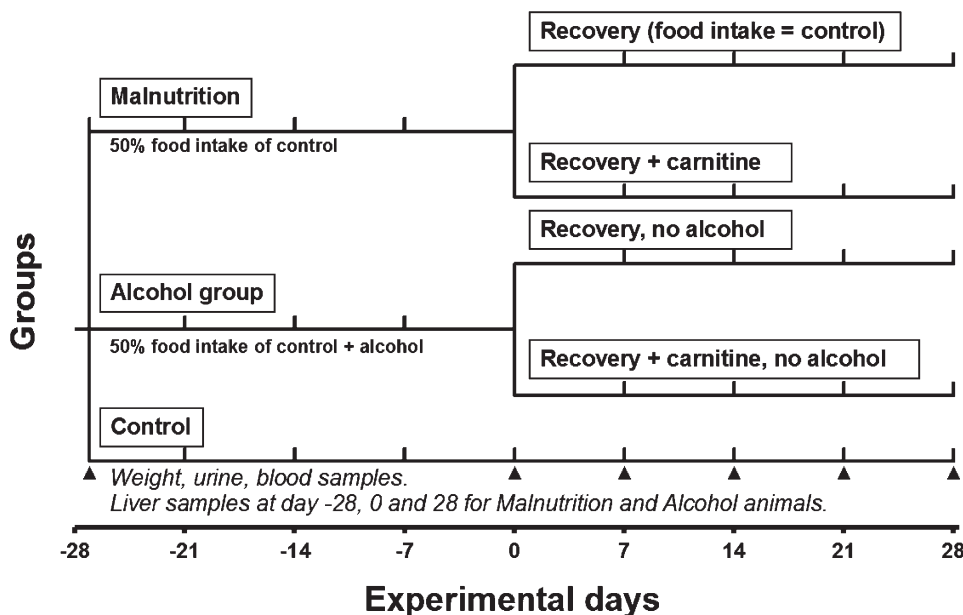 Recovery (food intake = control)
Malnutrition
50% food intake of control
Recovery + carnitine
Recovery, no alcohol
Groups
Alcohol group
50% food intake of control + alcohol
Recovery + carnitine, no alcohol
Control
Weight, urine, blood samples.
Liver samples at day -28, 0 and 28 for Malnutrition and Alcohol animals.
-28 -21 -14 -7 0 7 14 21 28
Experimental days